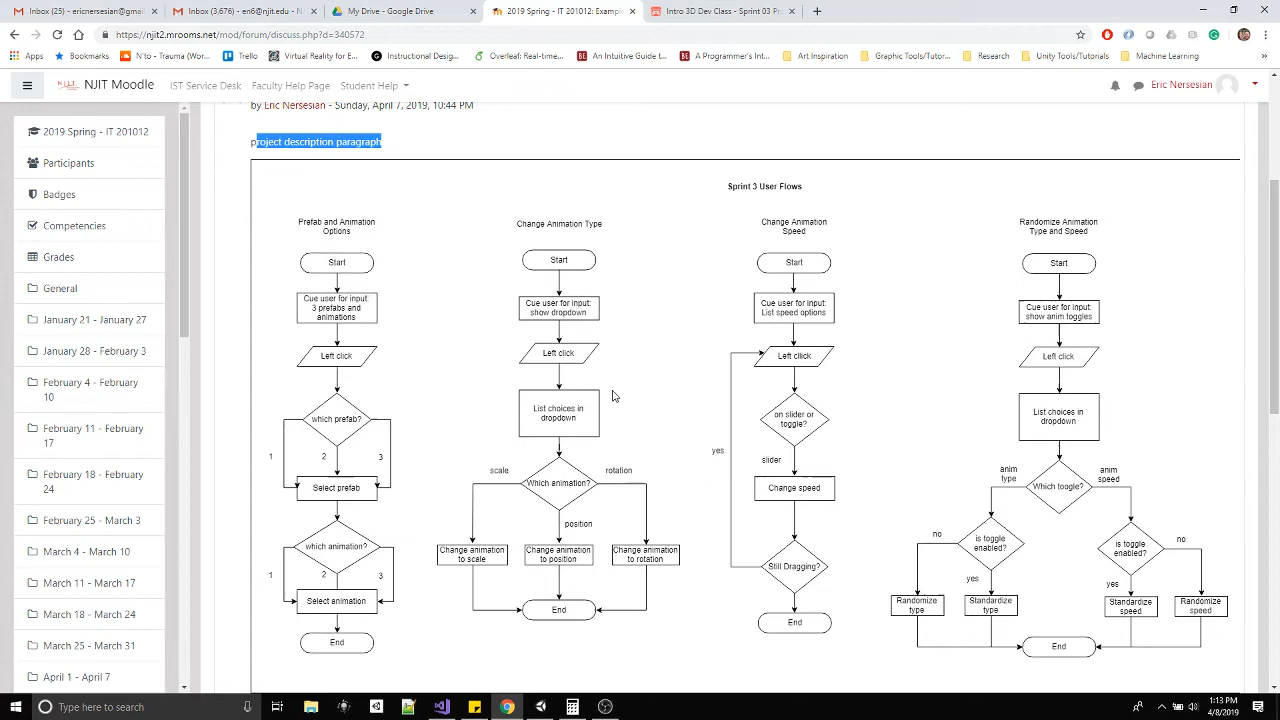 Inbox (25) - ericnersesian@gmail
Inbox (3,676) - en6@njit.edu - N
My Drive - Google Drive
2019 Spring - IT 201012: Example
Intro 3D Dev Class - Sprint 03 Pr
https://njit2.mrooms.net/mod/forum/discuss.php?d=340572
Apps
Bookmarks
N'to - Trauma (Wor...
Trello
Instructional Design...
Overleaf: Real-time...
An Intuitive Guide t...
A Programmer's Int...
Art Inspiration
Graphic Tools/Tutor...
Research
Unity Tools/Tutorials
Machine Learning
NJIT Moodle
IST Service Desk
Faculty Help Page
Student Help
Eric Nersesian
2019 Spring - IT 201012
Participants
Badges
Competencies
Grades
General
January 21 - January 27
January 28 - February 3
February 4 - February
10
February 11 - February
17
February 18 - February
24
February 25 - March 3
March 4 - March 10
March 11 - March 17
March 18 - March 24
March 25 - March 31
April 1 - April 7
by Eric Nersesian - Sunday, April 7, 2019, 10:44 PM
project description paragraph
Sprint 3 User Flows
Prefab and Animation
Options
Start
Cue user for input:
3 prefabs and
animations
Left click
which prefab?
1
2
3
Select prefab
which animation?
1
2
3
Select animation
End
Change Animation Type
Start
Cue user for input:
show dropdown
Left click
List choices in
dropdown
scale
rotation
Which animation?
position
Change animation
to scale
Change animation
to position
Change animation
to rotation
End
Change Animation
Speed
Start
Cue user for input:
List speed options
Left cllick
on slider or
toggle?
yes
slider
Change speed
Still Dragging?
End
Randomize Animation
Type and Speed
Start
Cue user for input:
show anim toggles
Left click
List choices in
dropdown
anim
type
anim
speed
Which toogle?
no
is toggle
enabled?
is toggle
enabled?
no
yes
yes
Randomize
type
Standardize
type
Standardize
speed
Randomize
speed
End
Type here to search
1:13 PM
4/8/2019